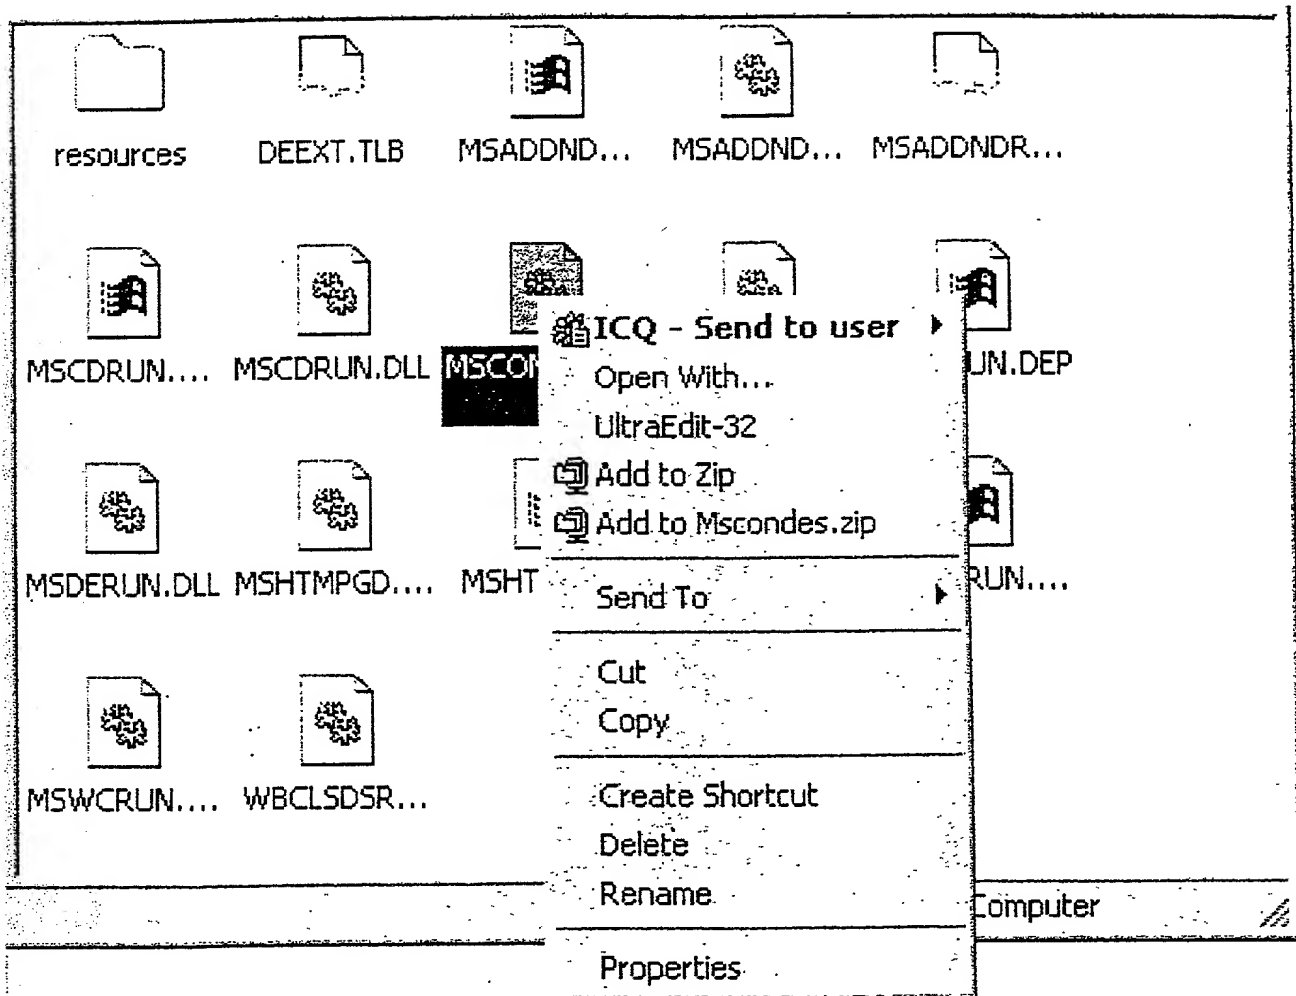 resources
DEEXT.TLB
MSADDND...
MSADDND...
MSADDNDR...
MSCDRUN....
MSCDRUN.DLL
MSCON
UN.DEP
ICQ - Send to user
Open With...
UltraEdit-32
Add to Zip
Add to Mscondes.zip
MSDERUN.DLL
MSHTMPGD....
MSHT
RUN....
Send To
Cut
Copy
MSWCRUN....
WBCLSDSR...
Create Shortcut
Delete
Rename
Computer
Properties